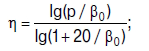 η = lg(p / β₀) / lg(1 + 20 / β₀);